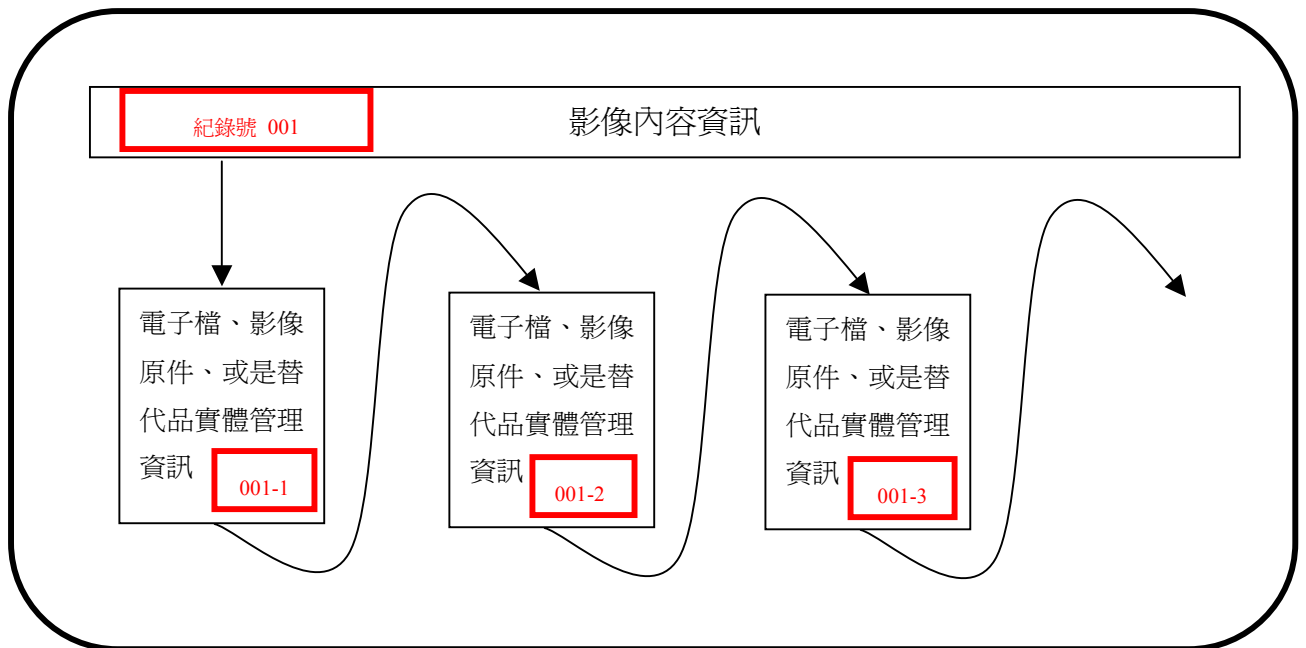 紀錄號 001
影像內容資訊
電子檔、影像
原件、或是替
代品實體管理
資訊
001-1
電子檔、影像
原件、或是替
代品實體管理
資訊
001-2
電子檔、影像
原件、或是替
代品實體管理
資訊
001-3